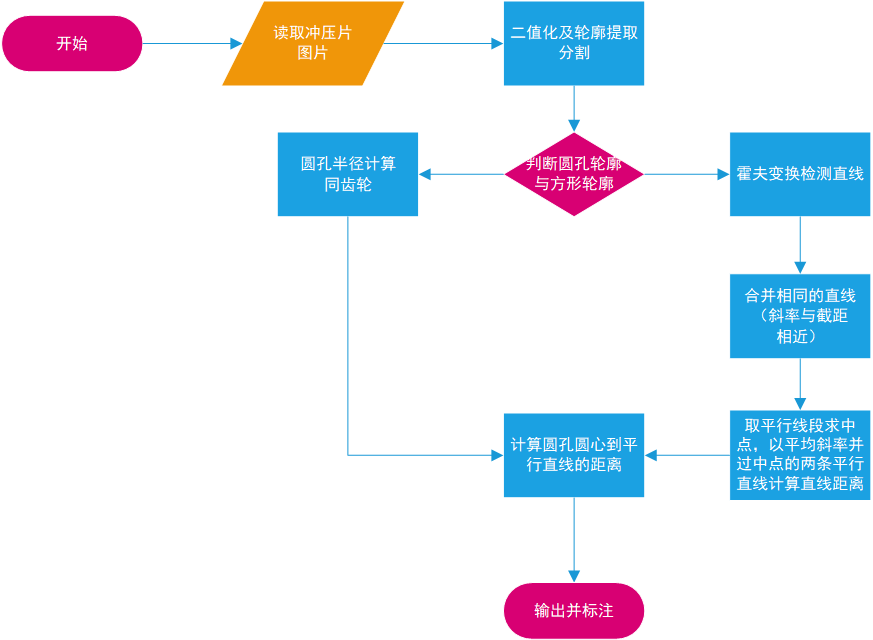 开始
读取冲压片
图片
二值化及轮廓提取
分割
圆孔半径计算
同齿轮
判断圆孔轮廓
与方形轮廓
霍夫变换检测直线
合并相同的直线
（斜率与截距
相近）
计算圆孔圆心到平
行直线的距离
取平行线段求中
点，以平均斜率并
过中点的两条平行
直线计算直线距离
输出并标注